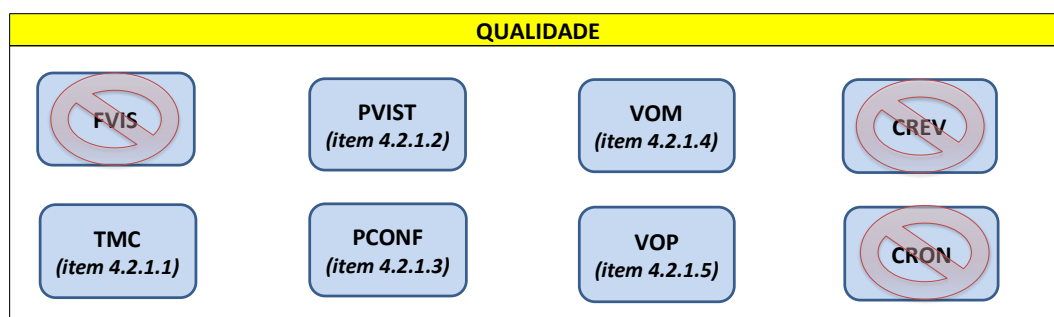 QUALIDADE
FVIS
PVIST
(item 4.2.1.2)
VOM
(item 4.2.1.4)
CREV
TMC
(item 4.2.1.1)
PCONF
(item 4.2.1.3)
VOP
(item 4.2.1.5)
CRON